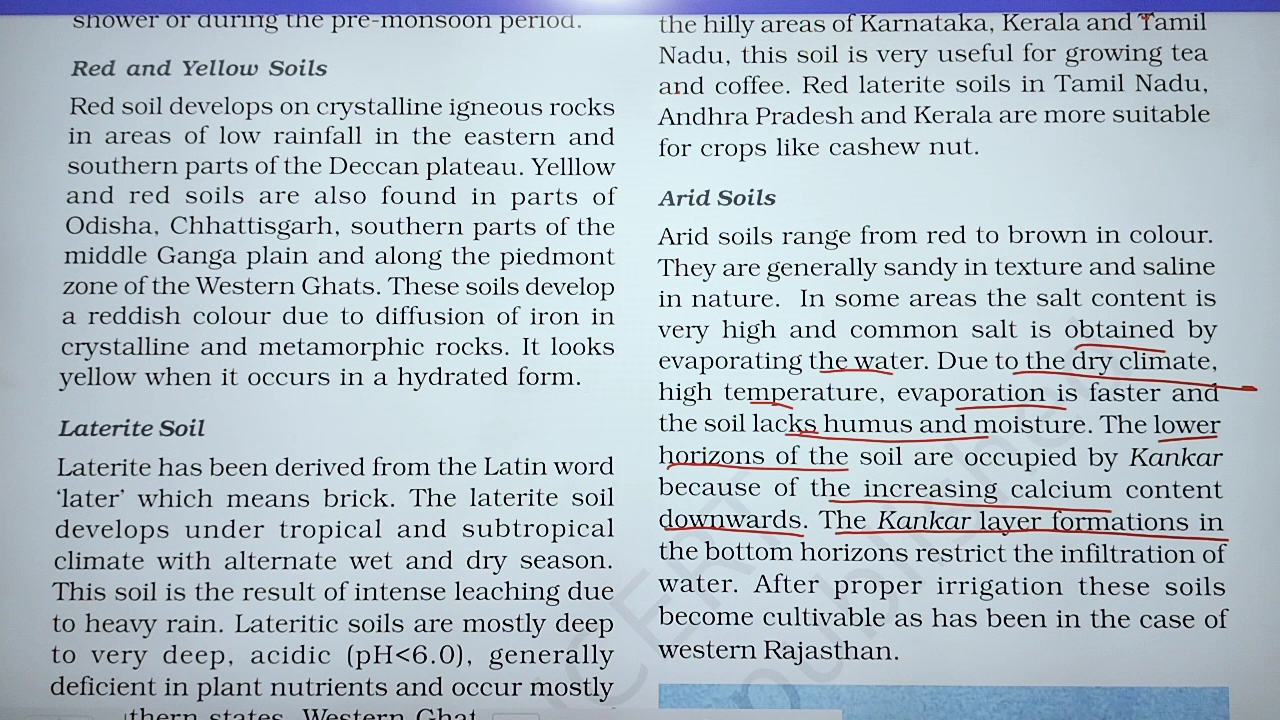 shower or during the pre-monsoon period.
Red and Yellow Soils
Red soil develops on crystalline igneous rocks
in areas of low rainfall in the eastern and
southern parts of the Deccan plateau. Yelllow
and red soils are also found in parts of
Odisha, Chhattisgarh, southern parts of the
middle Ganga plain and along the piedmont
zone of the Western Ghats. These soils develop
a reddish colour due to diffusion of iron in
crystalline and metamorphic rocks. It looks
yellow when it occurs in a hydrated form.
Laterite Soil
Laterite has been derived from the Latin word
‘later’ which means brick. The laterite soil
develops under tropical and subtropical
climate with alternate wet and dry season.
This soil is the result of intense leaching due
to heavy rain. Lateritic soils are mostly deep
to very deep, acidic (pH<6.0), generally
deficient in plant nutrients and occur mostly
states, Western Ghat
the hilly areas of Karnataka, Kerala and Tamil
Nadu, this soil is very useful for growing tea
and coffee. Red laterite soils in Tamil Nadu,
Andhra Pradesh and Kerala are more suitable
for crops like cashew nut.
Arid Soils
Arid soils range from red to brown in colour.
They are generally sandy in texture and saline
in nature. In some areas the salt content is
very high and common salt is obtained by
evaporating the water. Due to the dry climate,
high temperature, evaporation is faster and
the soil lacks humus and moisture. The lower
horizons of the soil are occupied by Kankar
because of the increasing calcium content
downwards. The Kankar layer formations in
the bottom horizons restrict the infiltration of
water. After proper irrigation these soils
become cultivable as has been in the case of
western Rajasthan.